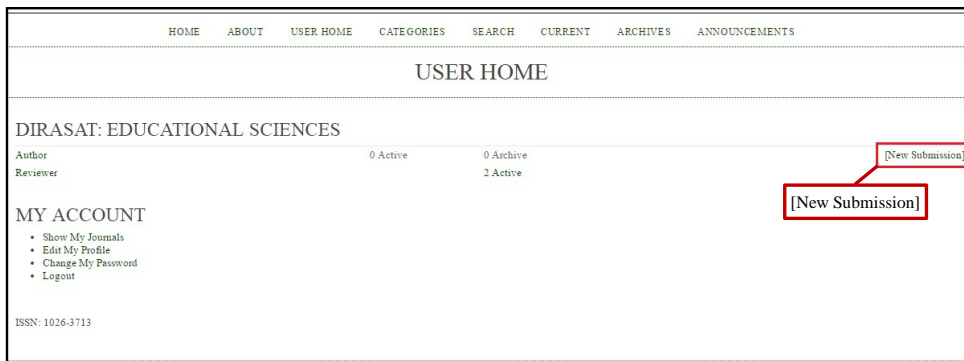 HOME ABOUT USER HOME CATEGORIES SEARCH CURRENT ARCHIVES ANNOUNCEMENTS
USER HOME
DIRASAT: EDUCATIONAL SCIENCES
Author 0 Active 0 Archive [New Submission]
Reviewer 2 Active
[New Submission]
MY ACCOUNT
Show My Journals
Edit My Profile
Change My Password
Logout
ISSN: 1026-3713